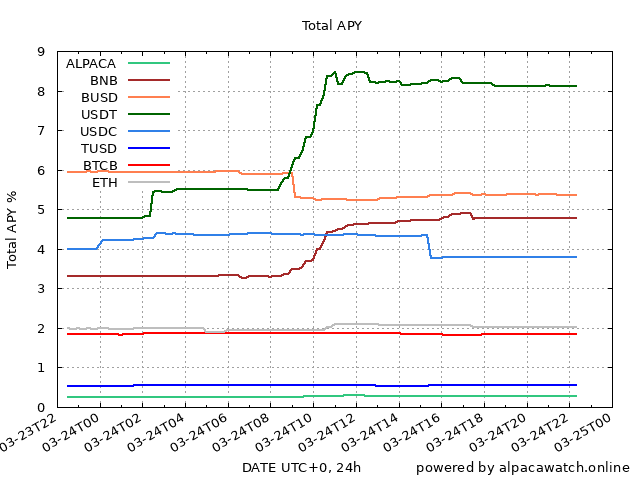 Total APY
9
8
7
6
5
4
3
2
1
0
Total APY %
ALPACA
BNB
BUSD
USDT
USDC
TUSD
BTCB
ETH
03-23T22
03-24T00
03-24T02
03-24T04
03-24T06
03-24T08
03-24T10
03-24T12
03-24T14
03-24T16
03-24T18
03-24T20
03-24T22
03-25T00
DATE UTC+0, 24h
powered by alpacawatch.online